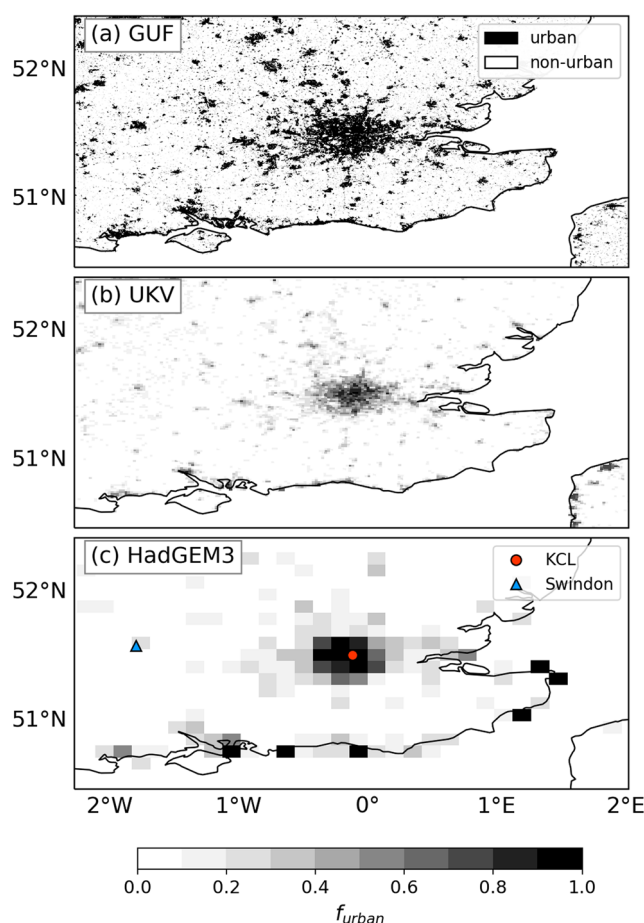 (a) GUF
urban
non-urban
52°N
51°N
(b) UKV
52°N
51°N
(c) HadGEM3
KCL
Swindon
52°N
51°N
2°W 1°W 0° 1°E 2°E
0.0 0.2 0.4 0.6 0.8 1.0
f_urban